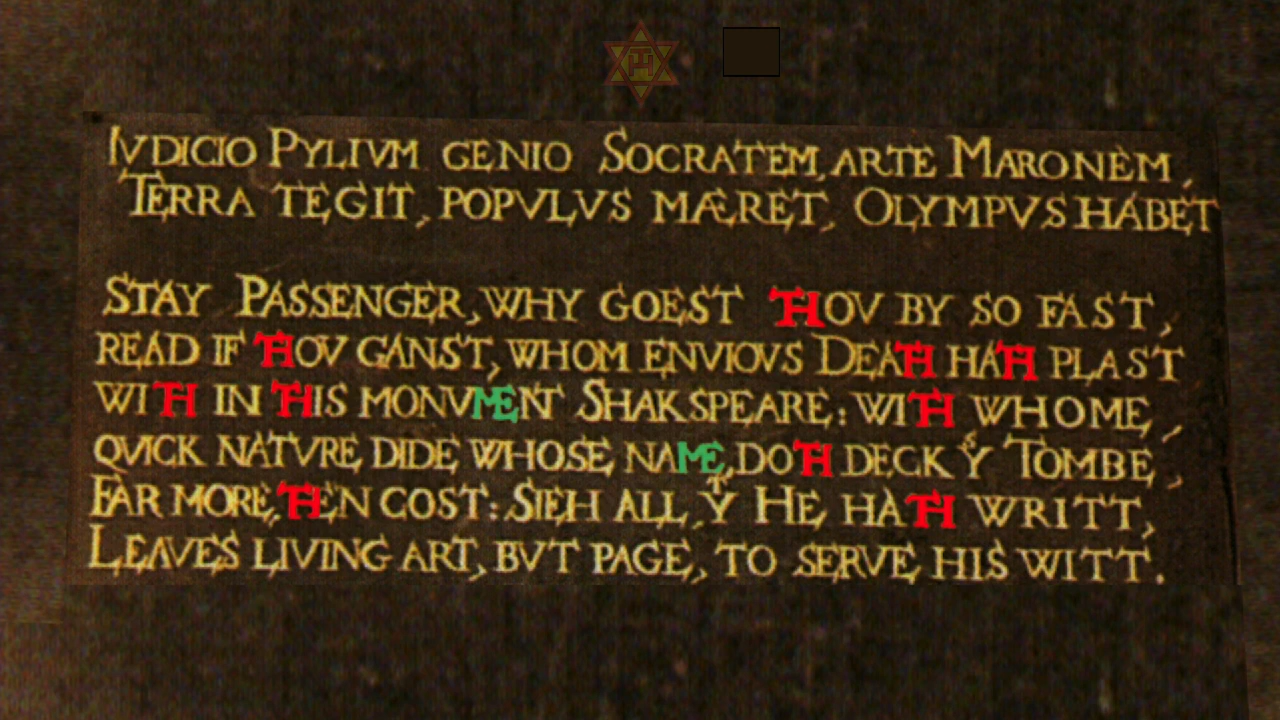 IVDICIO PYLIVM GENIO SOCRATEM, ARTE MARONEM,
TERRA TEGIT, POPVLVS MÆRET, OLYMPVS HABET
STAY PASSENGER, WHY GOEST THOV BY SO FAST,
READ IF THOV CANST, WHOM ENVIOVS DEATH HATH PLAST
WITH IN THIS MONVMENT SHAKSPEARE: WITH WHOME,
QVICK NATVRE DIDE WHOSE NAME, DOTH DECK Yˢ TOMBE,
FAR MORE, THEN COST: SIEH ALL, Yᵀ HE HATH WRITT,
LEAVES LIVING ART, BVT PAGE, TO SERVE HIS WITT.